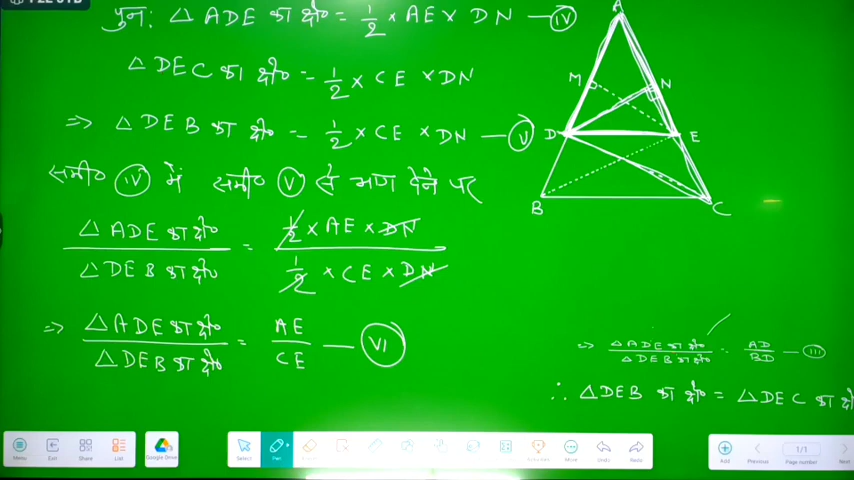 पुनः △ADE का क्षे० = 1/2 × AE × DN — IV
△DEC का क्षे० = 1/2 × CE × DN
⇒ △DEB का क्षे० = 1/2 × CE × DN — V
समी० IV में समी० V से भाग देने पर
△ADE का क्षे० / △DEB का क्षे० = 1/2 × AE × DN / 1/2 × CE × DN
⇒ △ADE का क्षे० / △DEB का क्षे० = AE / CE — VI
A
M
N
D
E
B
C
⇒ △ADE का क्षे० / △DEB का क्षे० = AD / BD — III
∴ △DEB का क्षे० = △DEC का क्षे०
Menu
Exit
Share
List
Google Drive
Select
Pen
Activities
More
Undo
Redo
Add
Previous
1/1
Page number
Next